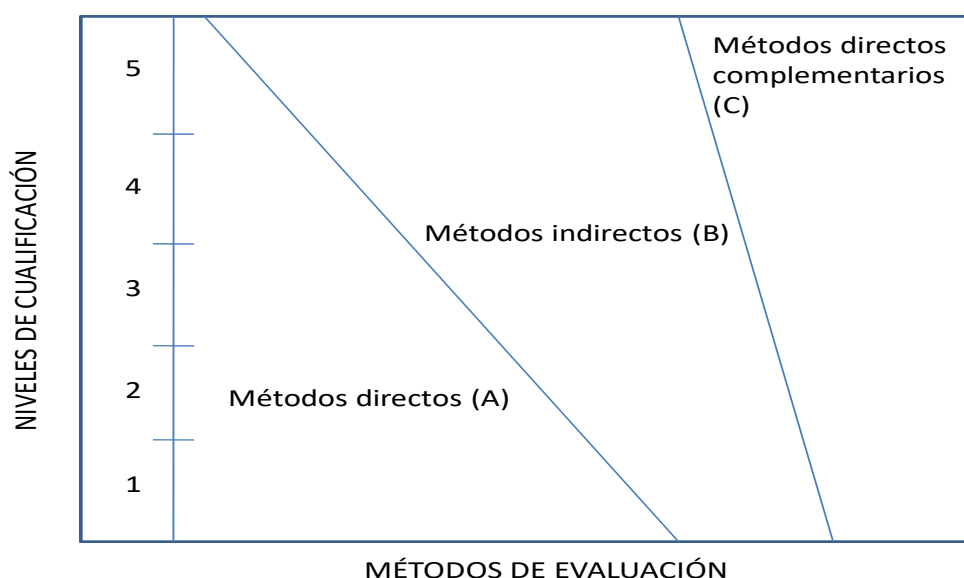 NIVELES DE CUALIFICACIÓN
5
4
3
2
1
Métodos directos
complementarios
(C)
Métodos indirectos (B)
Métodos directos (A)
MÉTODOS DE EVALUACIÓN